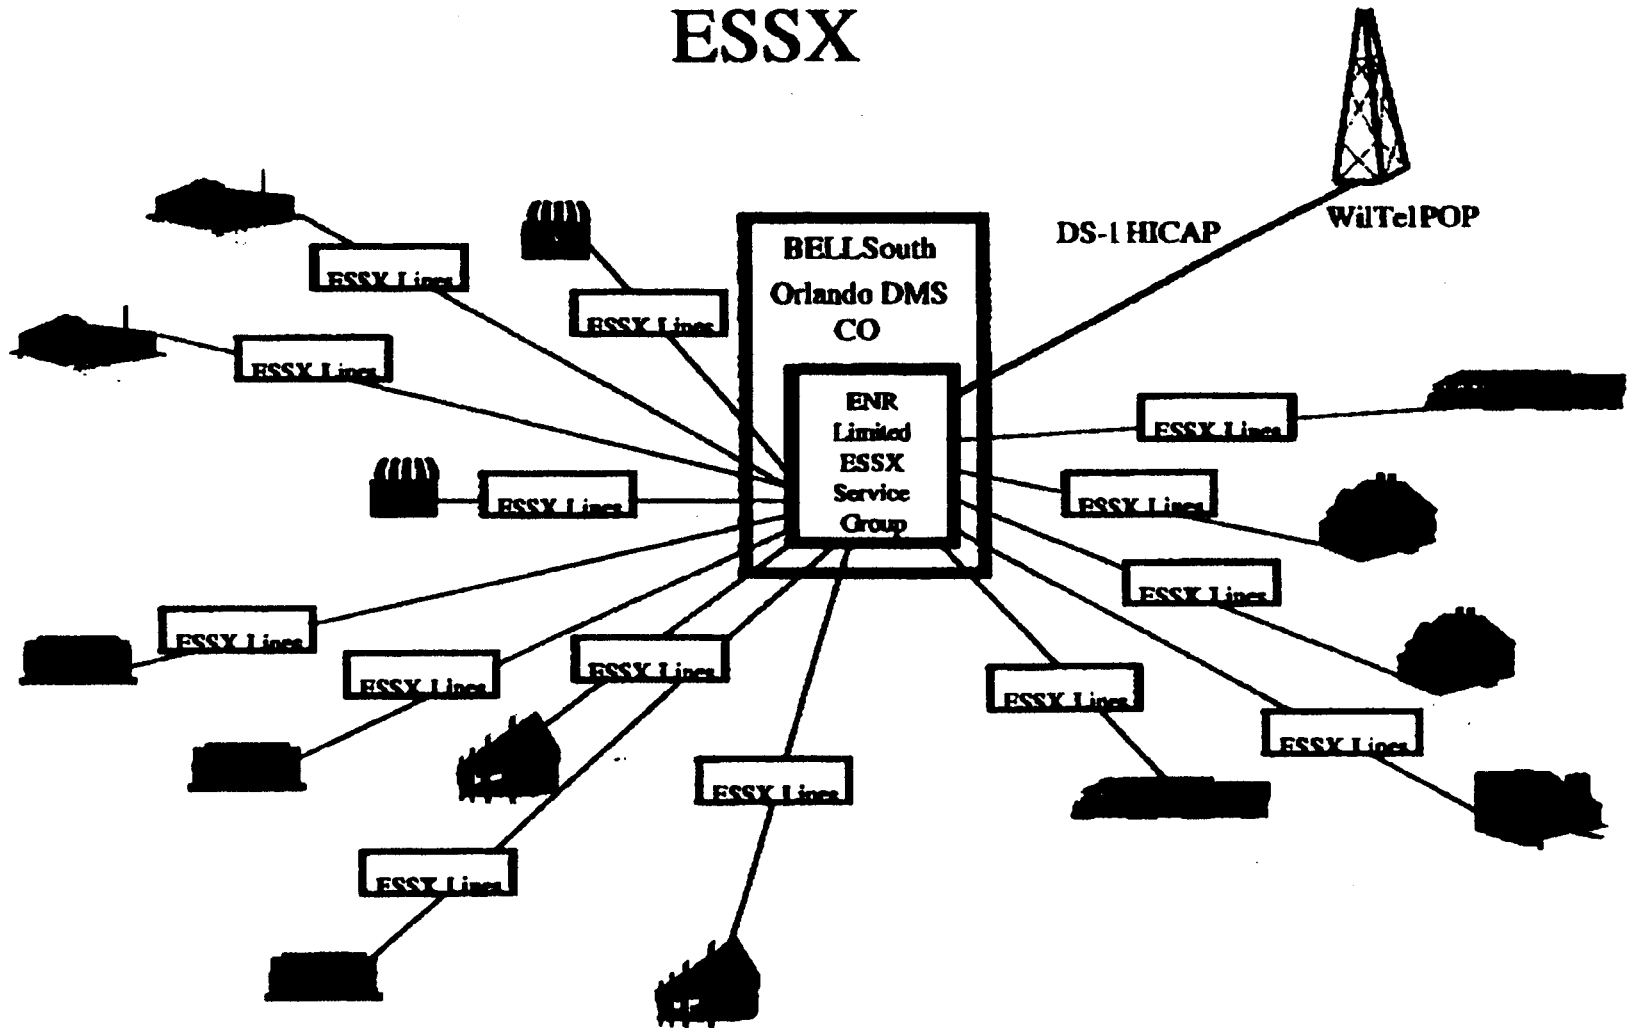 ESSX
WilTel POP
DS-1 HICAP
BELLSouth
Orlando DMS
CO
ENR
Limited
ESSX
Service
Group
ESSX Lines
ESSX Lines
ESSX Lines
ESSX Lines
ESSX Lines
ESSX Lines
ESSX Lines
ESSX Lines
ESSX Lines
ESSX Lines
ESSX Lines
ESSX Lines
ESSX Lines
ESSX Lines